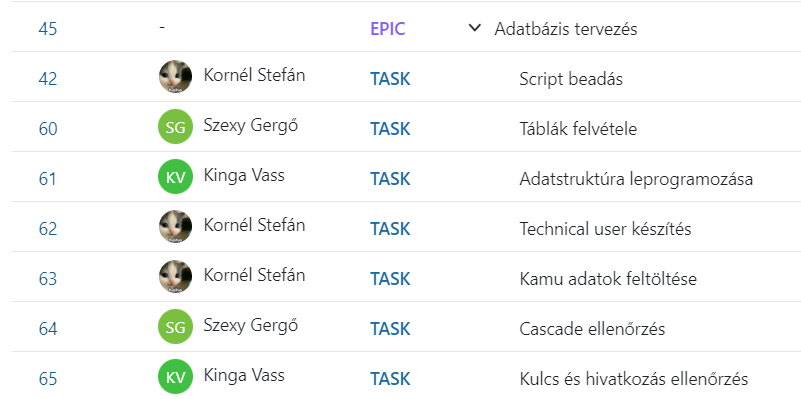 45 - EPIC Adatbázis tervezés
42 Kornél Stefán TASK Script beadás
60 SG Szexy Gergő TASK Táblák felvétele
61 KV Kinga Vass TASK Adatstruktúra leprogramozása
62 Kornél Stefán TASK Technical user készítés
63 Kornél Stefán TASK Kamu adatok feltöltése
64 SG Szexy Gergő TASK Cascade ellenőrzés
65 KV Kinga Vass TASK Kulcs és hivatkozás ellenőrzés